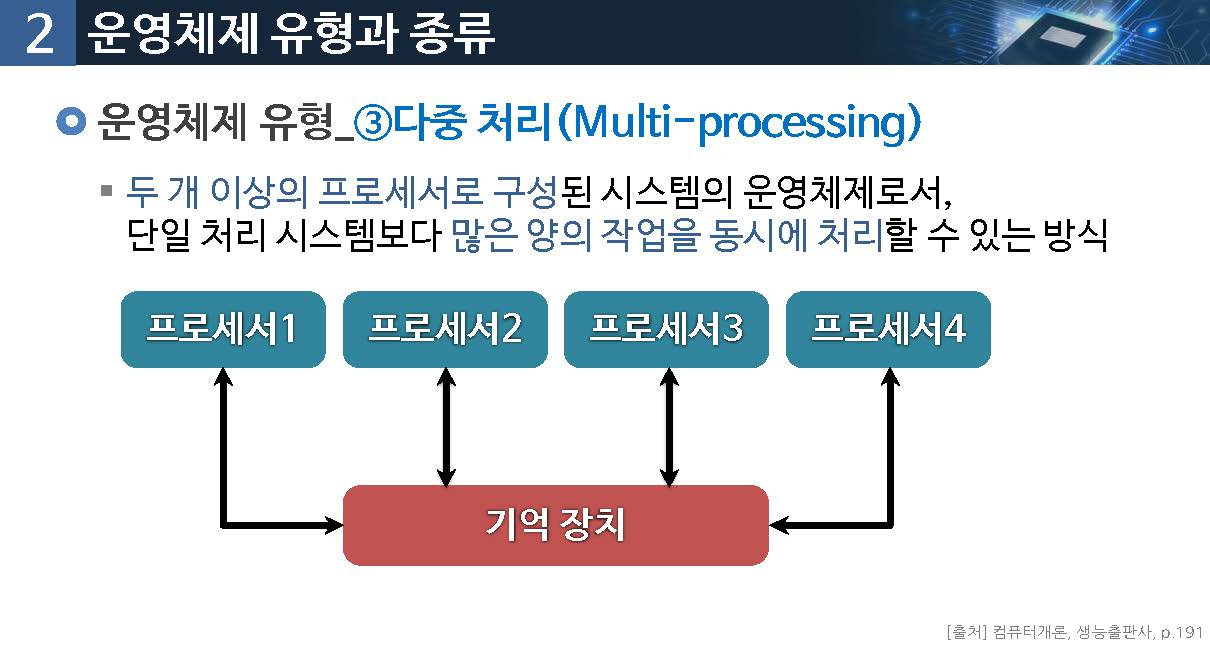 2 운영체제 유형과 종류
운영체제 유형_③다중 처리(Multi-processing)
두 개 이상의 프로세서로 구성된 시스템의 운영체제로서,
단일 처리 시스템보다 많은 양의 작업을 동시에 처리할 수 있는 방식
프로세서1 프로세서2 프로세서3 프로세서4
기억 장치
[출처] 컴퓨터개론, 생능출판사, p.191